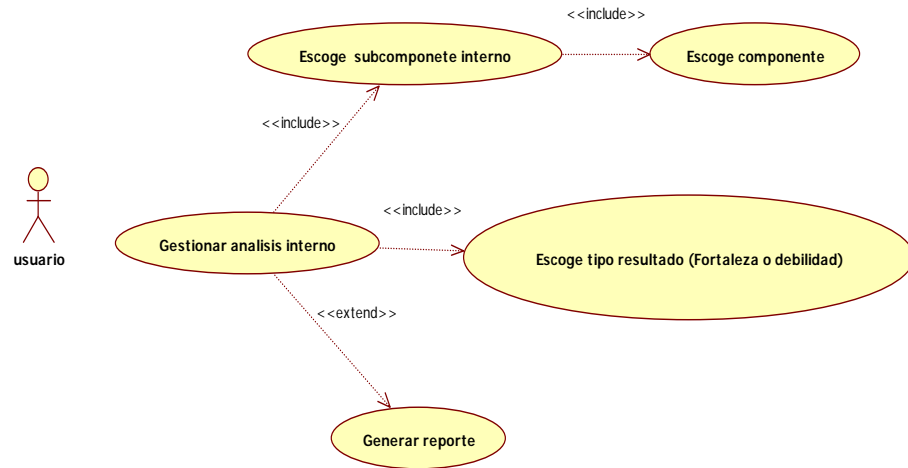 <<include>>
Escoge subcomponete interno
Escoge componente
<<include>>
<<include>>
usuario
Gestionar analisis interno
Escoge tipo resultado (Fortaleza o debilidad)
<<extend>>
Generar reporte